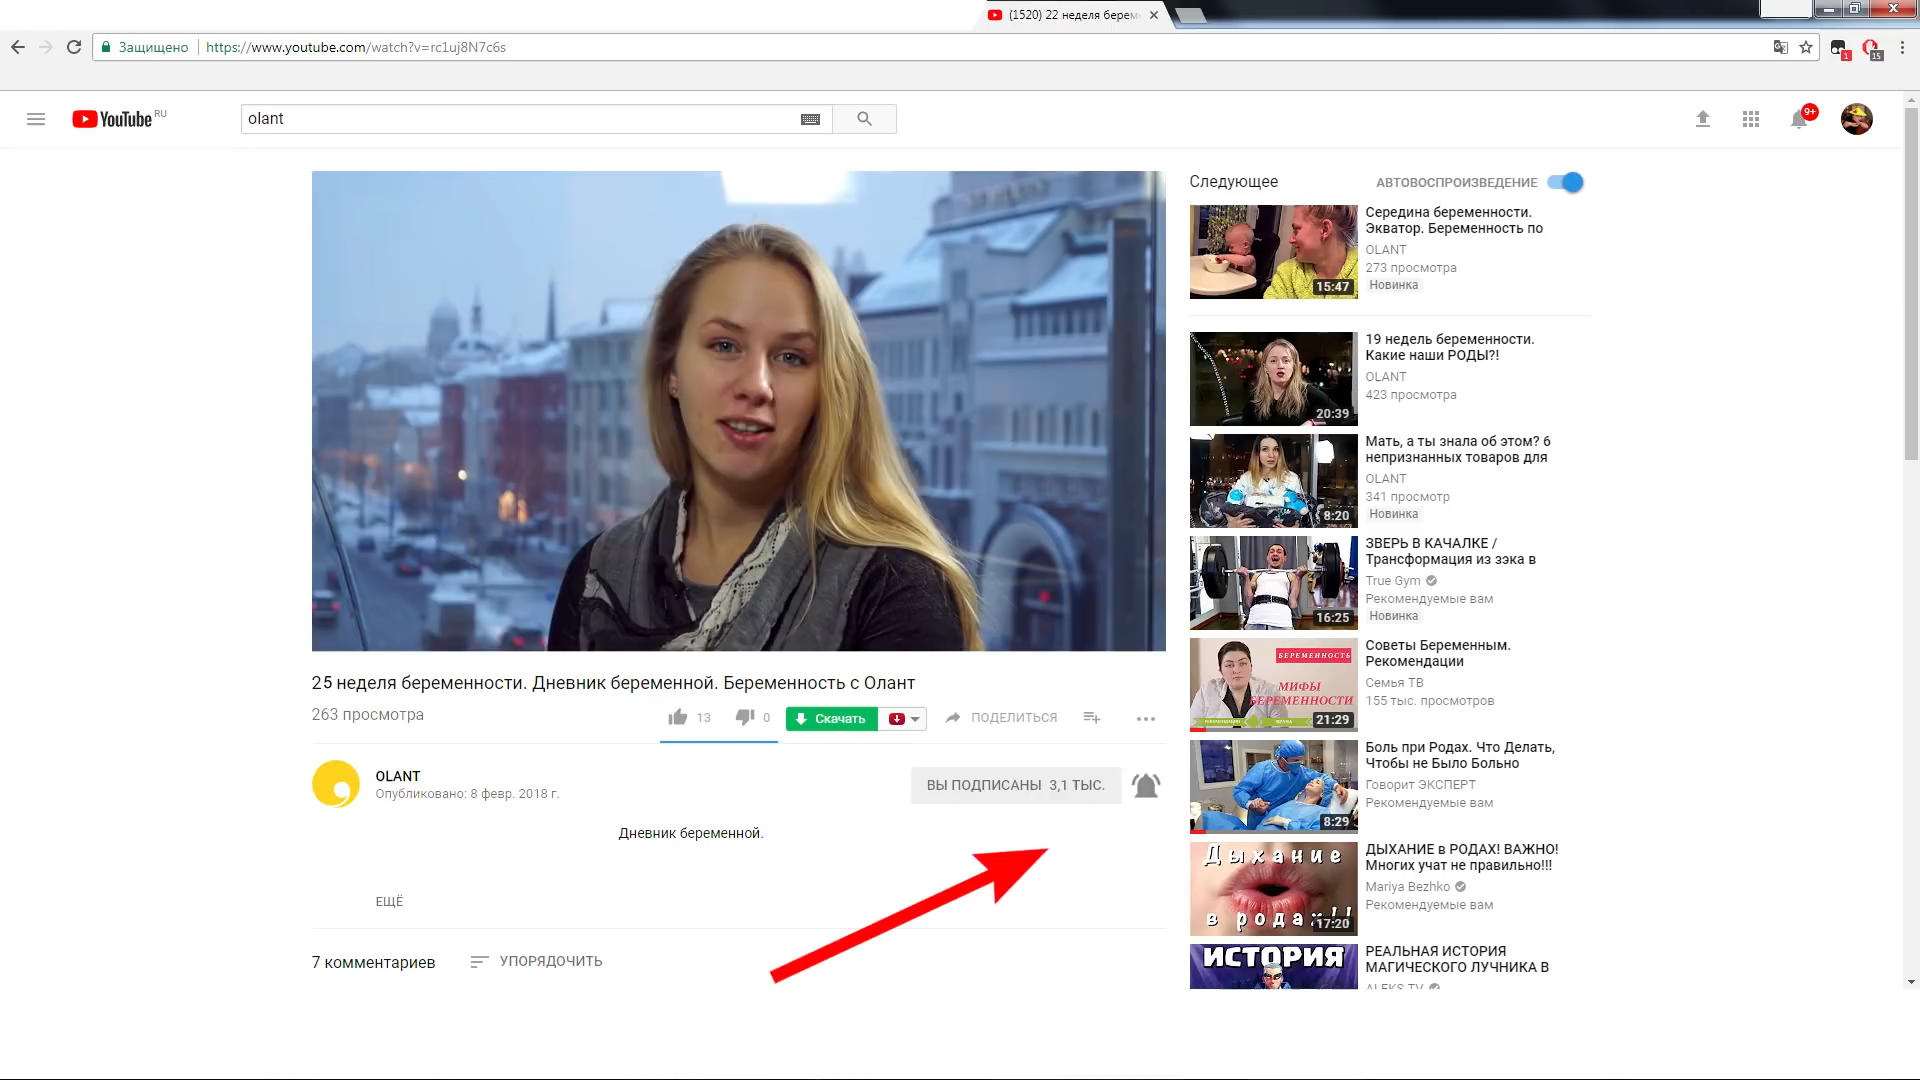 (1520) 22 неделя берем
Защищено
https://www.youtube.com/watch?v=rc1uj8N7c6s
1
15
YouTube RU
olant
9+
Следующее
АВТОВОСПРОИЗВЕДЕНИЕ
Середина беременности.
Экватор. Беременность по
OLANT
273 просмотра
Новинка
15:47
19 недель беременности.
Какие наши РОДЫ?!
OLANT
423 просмотра
20:39
Мать, а ты знала об этом? 6
непризнанных товаров для
OLANT
341 просмотр
Новинка
8:20
ЗВЕРЬ В КАЧАЛКЕ /
Трансформация из зэка в
True Gym
Рекомендуемые вам
Новинка
16:25
БЕРЕМЕННОСТЬ
МИФЫ
БЕРЕМЕННОСТИ
21:29
Советы Беременным.
Рекомендации
Семья ТВ
155 тыс. просмотров
Боль при Родах. Что Делать,
Чтобы не Было Больно
Говорит ЭКСПЕРТ
Рекомендуемые вам
8:29
Дыхание
в родах!!
17:20
ДЫХАНИЕ в РОДАХ! ВАЖНО!
Многих учат не правильно!!!
Mariya Bezhko
Рекомендуемые вам
ИСТОРИЯ
РЕАЛЬНАЯ ИСТОРИЯ
МАГИЧЕСКОГО ЛУЧНИКА В
ALEKS TV
25 неделя беременности. Дневник беременной. Беременность с Олант
263 просмотра
13
0
Скачать
ПОДЕЛИТЬСЯ
OLANT
Опубликовано: 8 февр. 2018 г.
ВЫ ПОДПИСАНЫ 3,1 ТЫС.
Дневник беременной.
ЕЩЁ
7 комментариев
УПОРЯДОЧИТЬ